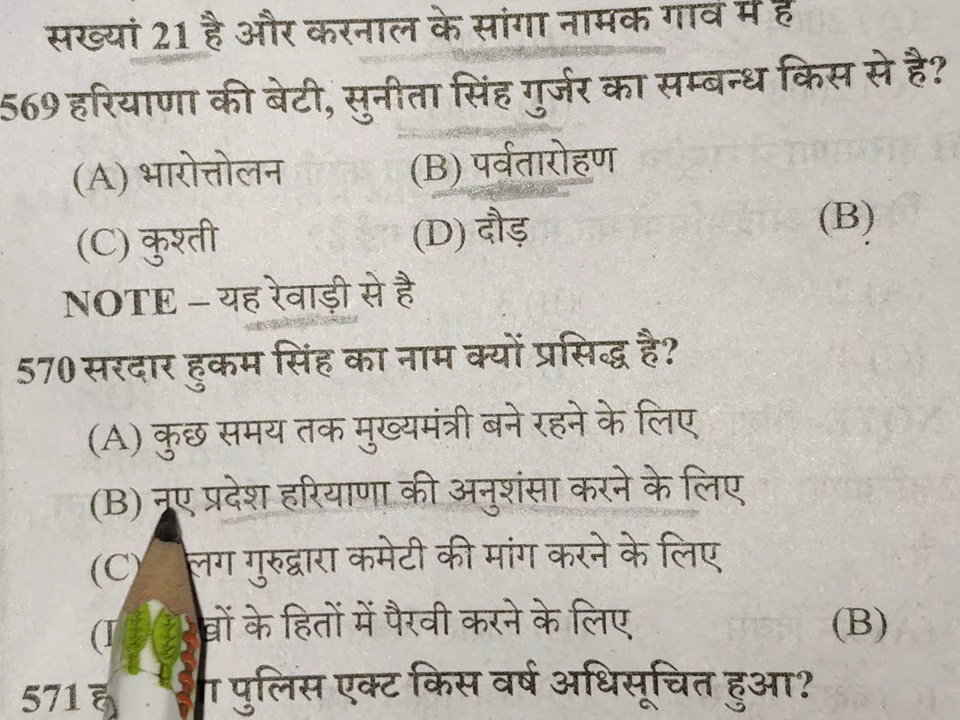 सख्यां 21 है और करनाल के सांगा नामक गाव म है
569 हरियाणा की बेटी, सुनीता सिंह गुर्जर का सम्बन्ध किस से है?
(A) भारोत्तोलन (B) पर्वतारोहण
(C) कुश्ती (D) दौड़ (B)
NOTE – यह रेवाड़ी से है
570 सरदार हुकम सिंह का नाम क्यों प्रसिद्ध है?
(A) कुछ समय तक मुख्यमंत्री बने रहने के लिए
(B) नए प्रदेश हरियाणा की अनुशंसा करने के लिए
(C) गुरुद्वारा कमेटी की मांग करने के लिए
के हितों में पैरवी करने के लिए (B)
571 पुलिस एक्ट किस वर्ष अधिसूचित हुआ?